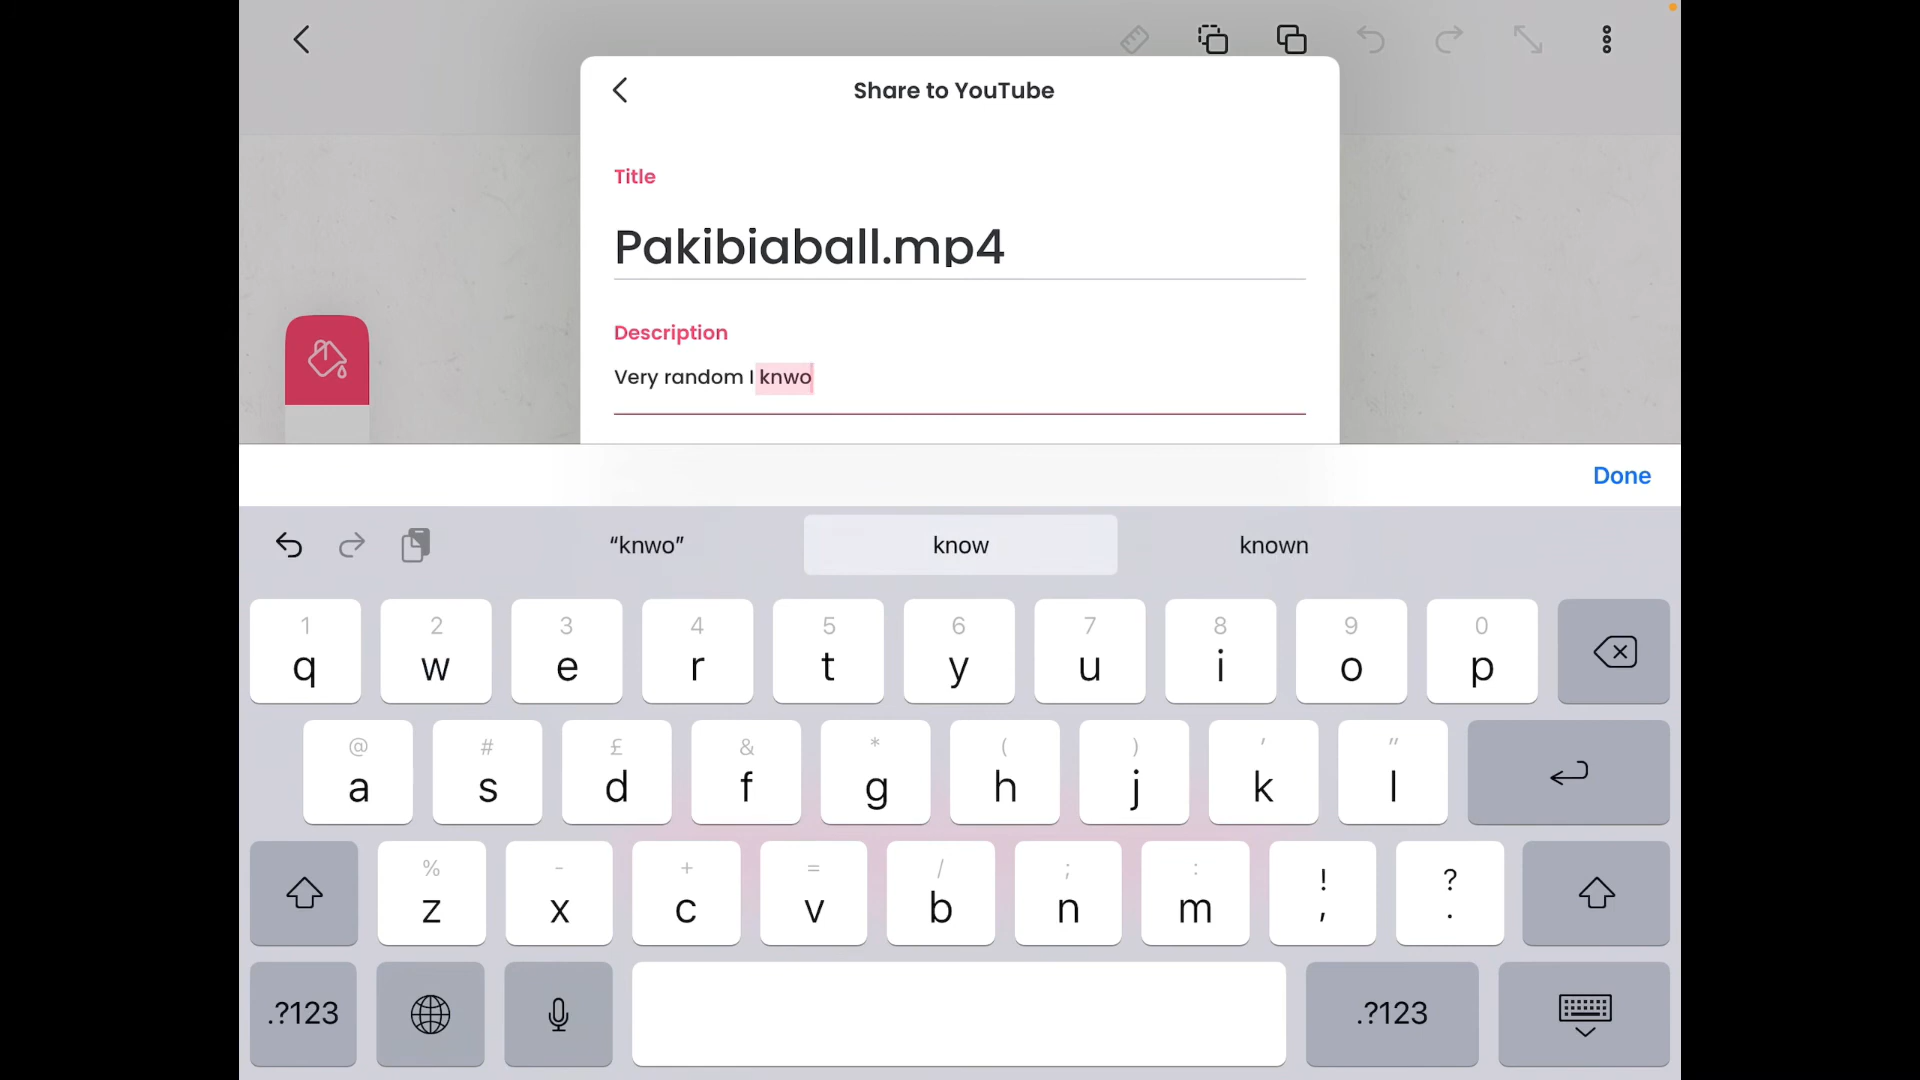 Share to YouTube
Title
Pakibiaball.mp4
Description
Very random I knwo
Done
“knwo” know known
1 2 3 4 5 6 7 8 9 0
q w e r t y u i o p
@ # £ & * ( ) ' "
a s d f g h j k l
% - + = / ; : ! ?
z x c v b n m , .
.?123 .?123